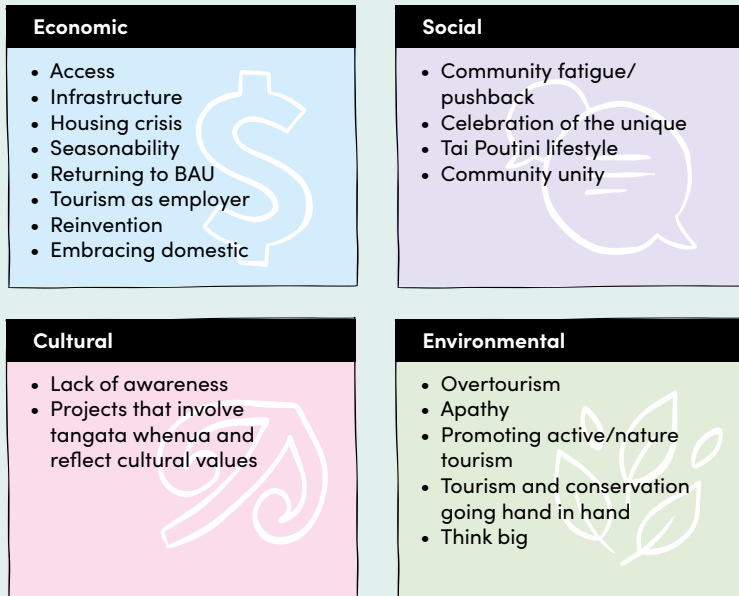 Economic
• Access
• Infrastructure
• Housing crisis
• Seasonability
• Returning to BAU
• Tourism as employer
• Reinvention
• Embracing domestic
Social
• Community fatigue/
pushback
• Celebration of the unique
• Tai Poutini lifestyle
• Community unity
Cultural
• Lack of awareness
• Projects that involve
tangata whenua and
reflect cultural values
Environmental
• Overtourism
• Apathy
• Promoting active/nature
tourism
• Tourism and conservation
going hand in hand
• Think big